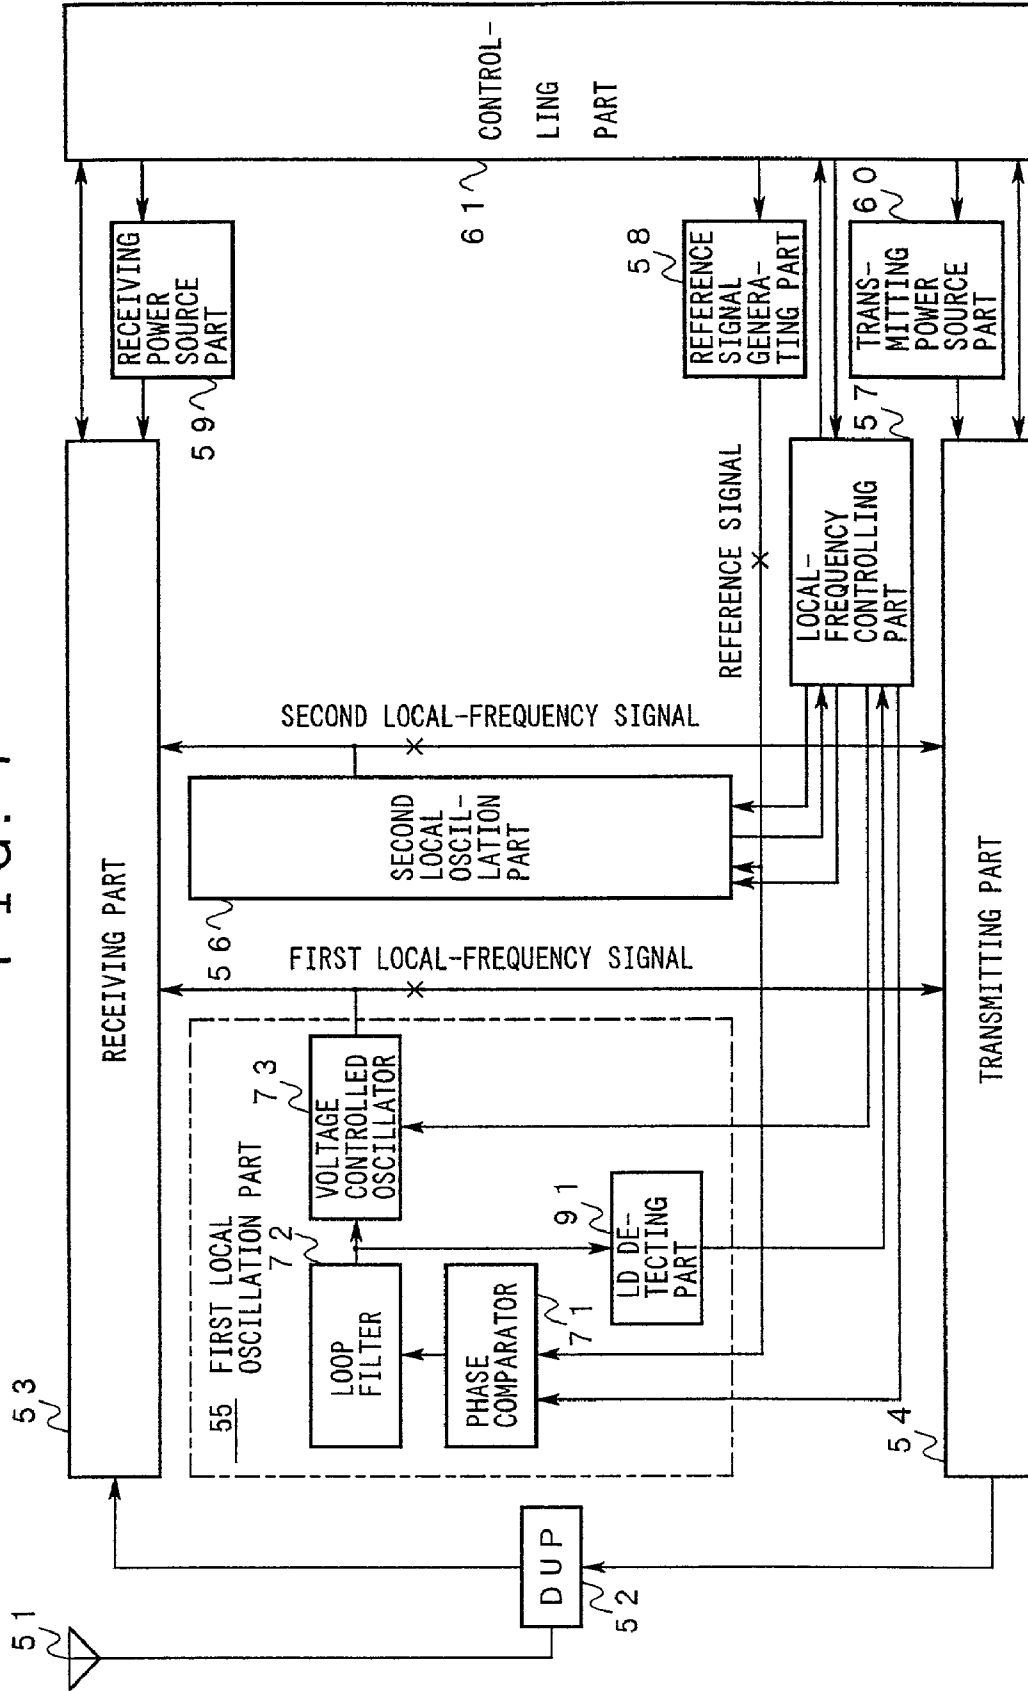 51
DUP
52
53
RECEIVING PART
55
FIRST LOCAL
OSCILLATION PART
LOOP
FILTER
72
VOLTAGE
CONTROLLED
OSCILLATOR
73
PHASE
COMPARATOR
71
LD DE-
TECTING
PART
91
FIRST LOCAL-FREQUENCY SIGNAL
56
SECOND
LOCAL
OSCIL-
LATION
PART
SECOND LOCAL-FREQUENCY SIGNAL
RECEIVING
POWER
SOURCE
PART
59
CONTROL-
LING
PART
61
REFERENCE
SIGNAL
GENERA-
TING PART
58
REFERENCE SIGNAL
LOCAL-
FREQUENCY
CONTROLLING
PART
57
TRANS-
MITTING
POWER
SOURCE
PART
60
TRANSMITTING PART
54